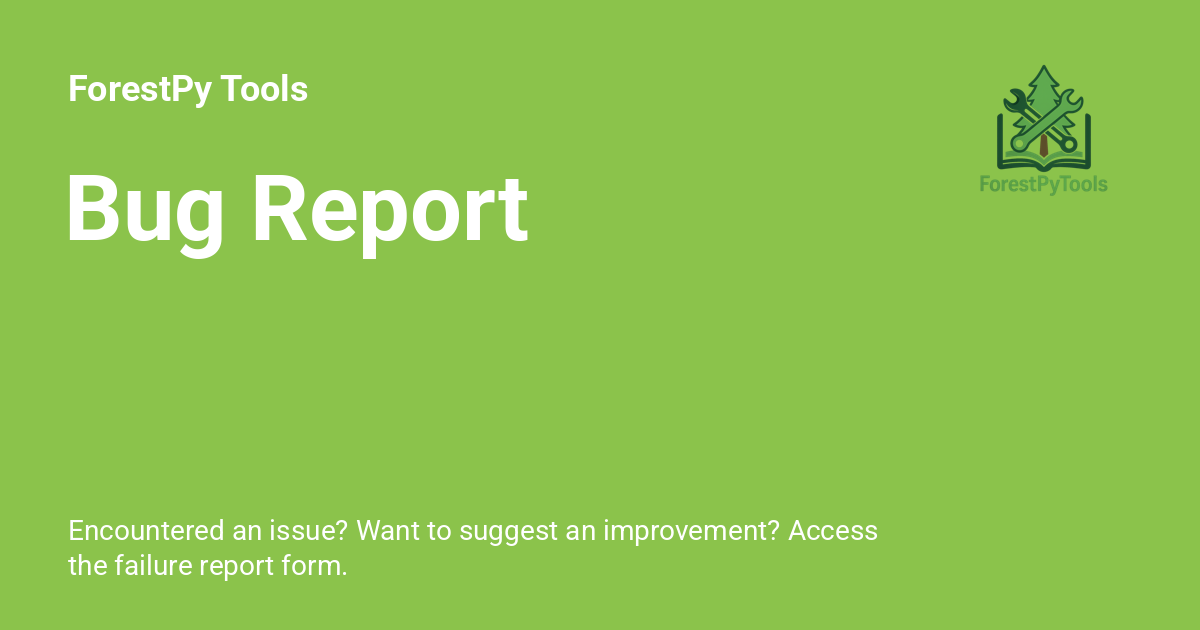 ForestPy Tools
ForestPyTools
Bug Report
Encountered an issue? Want to suggest an improvement? Access
the failure report form.